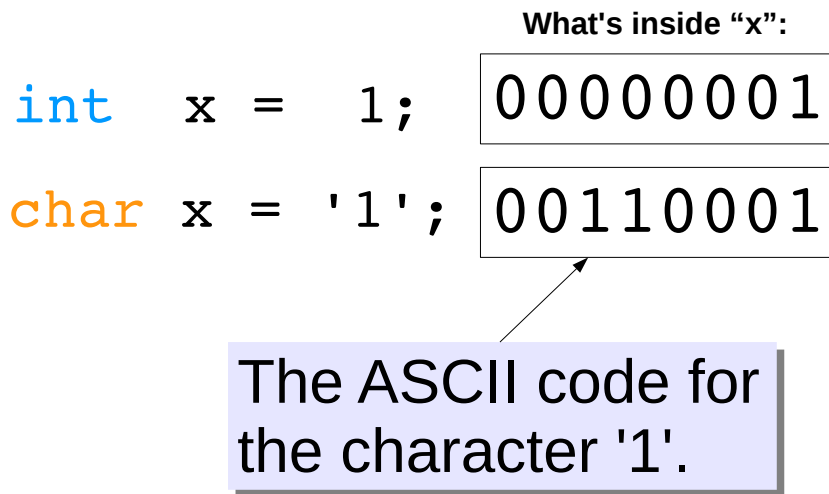 What's inside “x”:
int x = 1; 00000001
char x = '1'; 00110001
The ASCII code for
the character '1'.